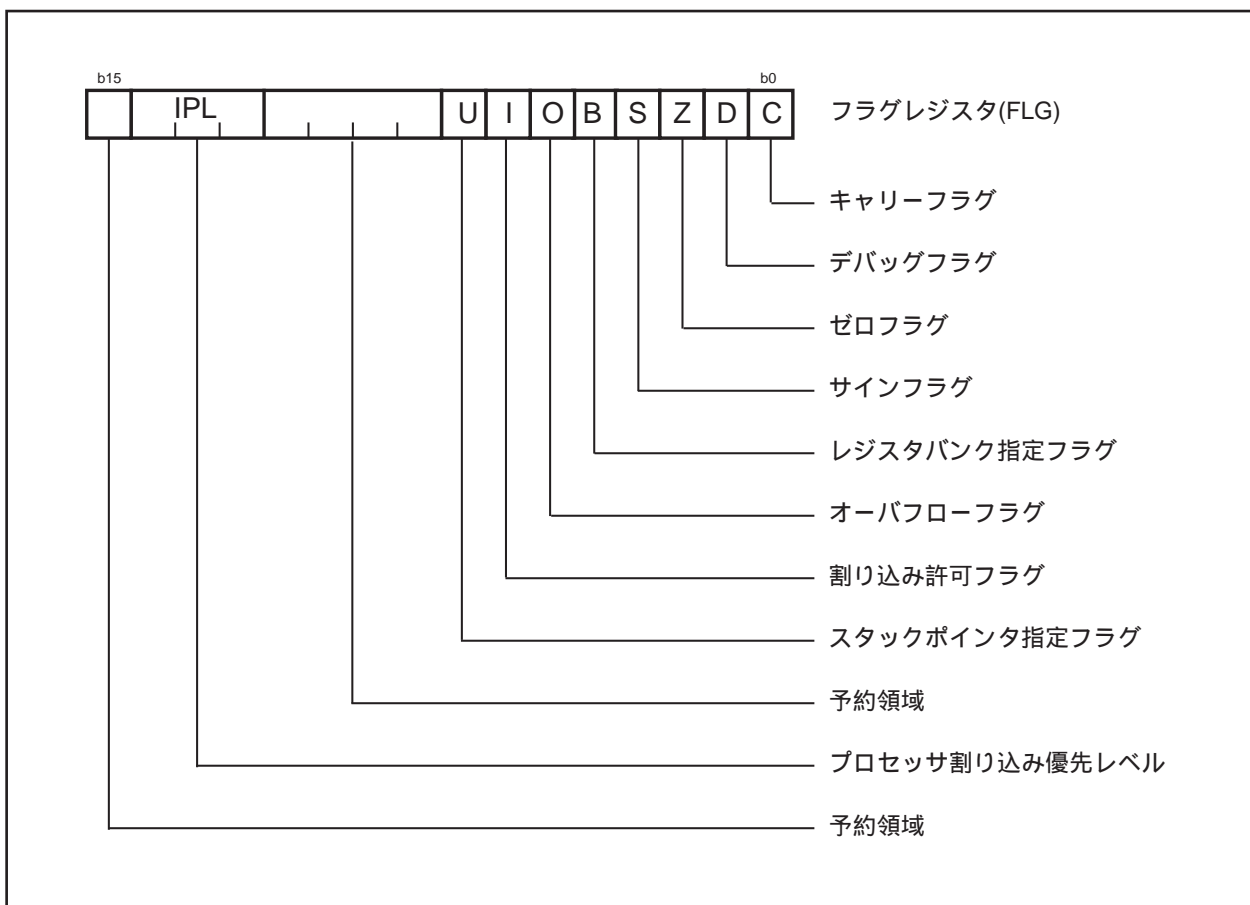 b15 b0
IPL U I O B S Z D C フラグレジスタ(FLG)
キャリーフラグ
デバッグフラグ
ゼロフラグ
サインフラグ
レジスタバンク指定フラグ
オーバフローフラグ
割り込み許可フラグ
スタックポインタ指定フラグ
予約領域
プロセッサ割り込み優先レベル
予約領域